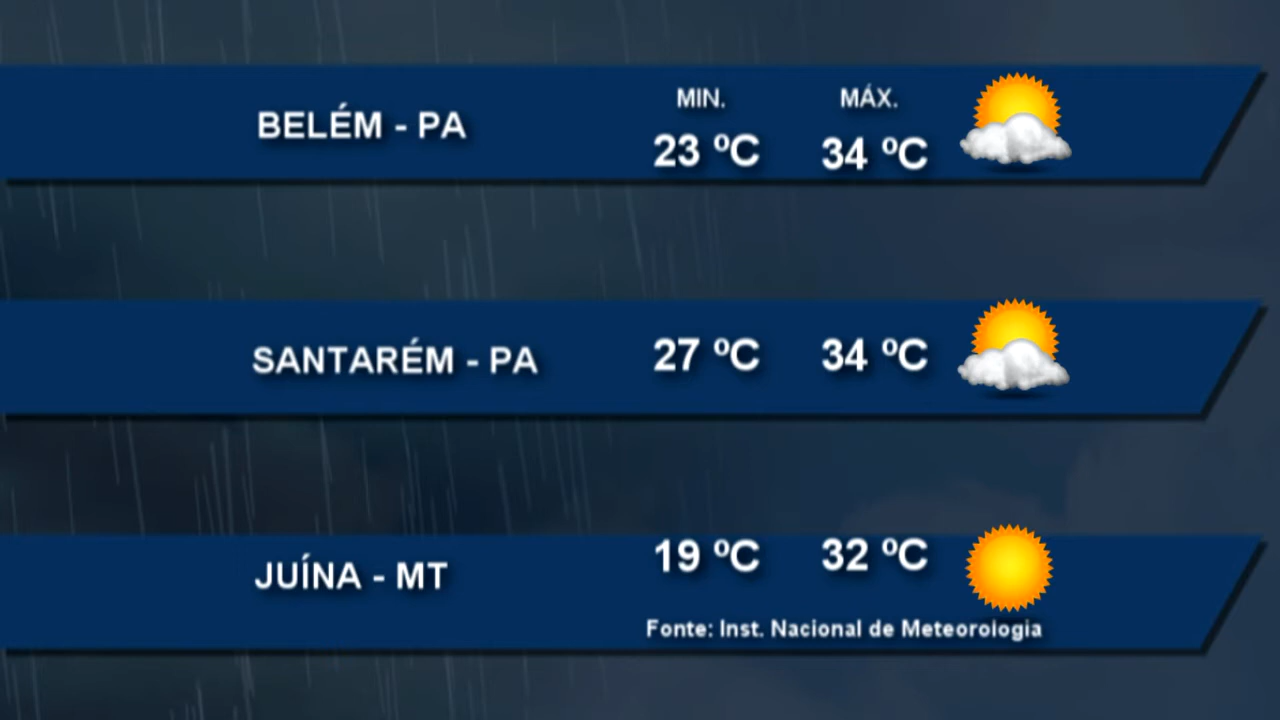 BELÉM - PA
MIN.
MÁX.
23 ºC
34 ºC
SANTARÉM - PA
27 ºC
34 ºC
JUÍNA - MT
19 ºC
32 ºC
Fonte: Inst. Nacional de Meteorologia